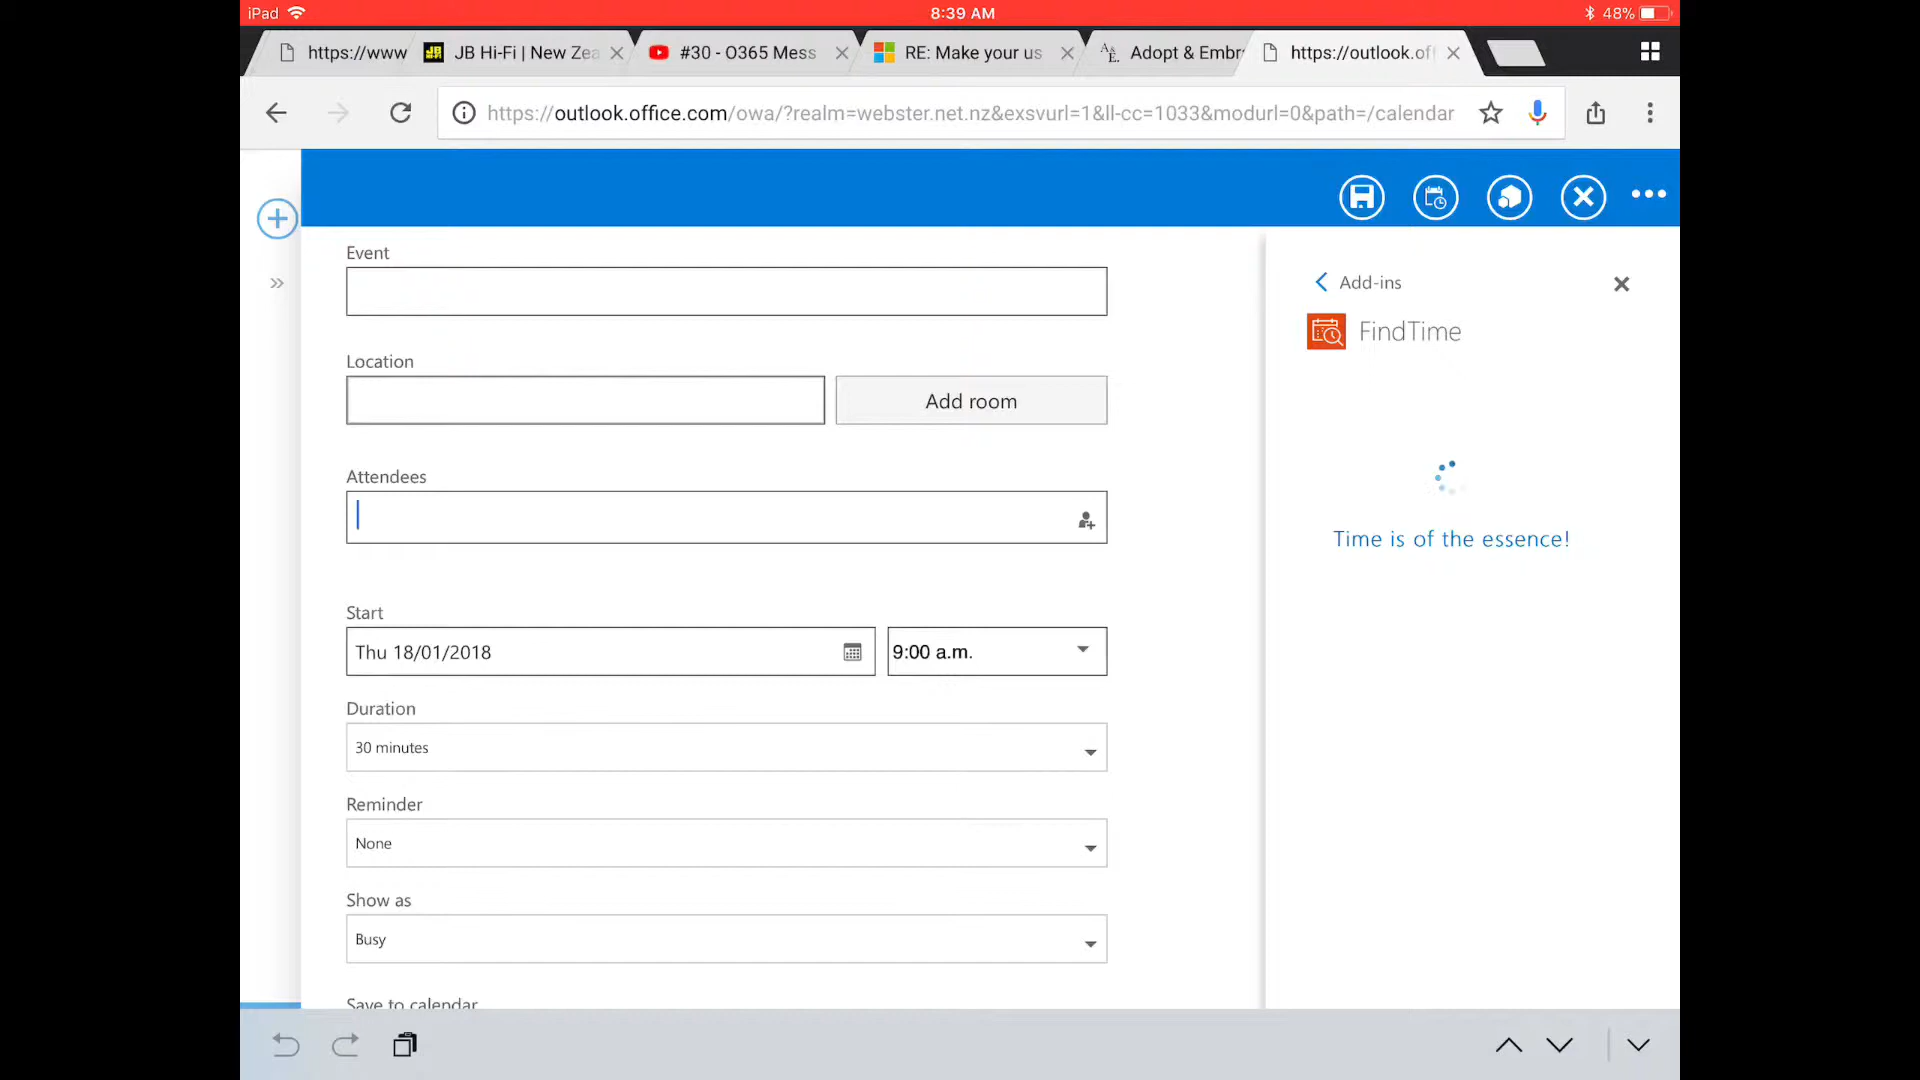 iPad 8:39 AM 48%
https://www JB Hi-Fi | New Zea #30 - O365 Mess RE: Make your us Adopt & Embr https://outlook.of
https://outlook.office.com/owa/?realm=webster.net.nz&exsvurl=1&ll-cc=1033&modurl=0&path=/calendar
Event
Location
Add room
Attendees
Start
Thu 18/01/2018 9:00 a.m.
Duration
30 minutes
Reminder
None
Show as
Busy
Save to calendar
Add-ins
FindTime
Time is of the essence!